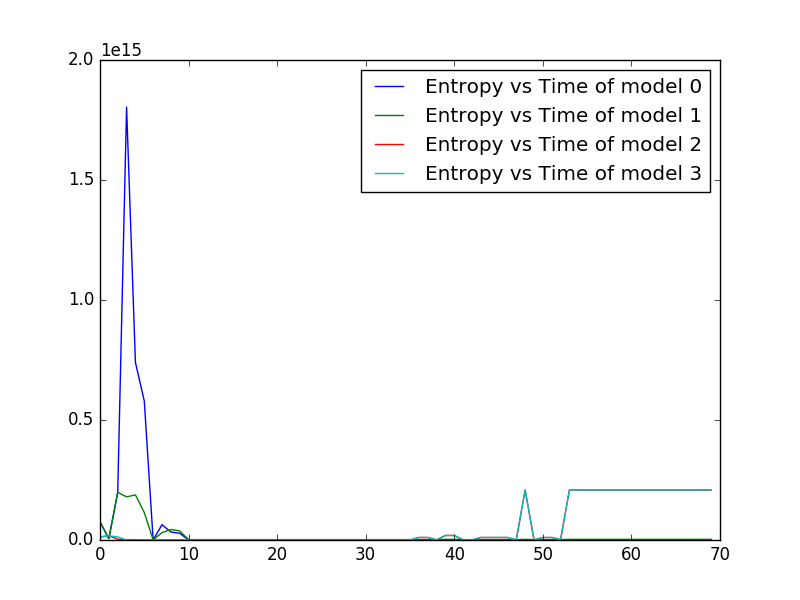 1e15
2.0
1.5
1.0
0.5
0.0
Entropy vs Time of model 0
Entropy vs Time of model 1
Entropy vs Time of model 2
Entropy vs Time of model 3
0 10 20 30 40 50 60 70